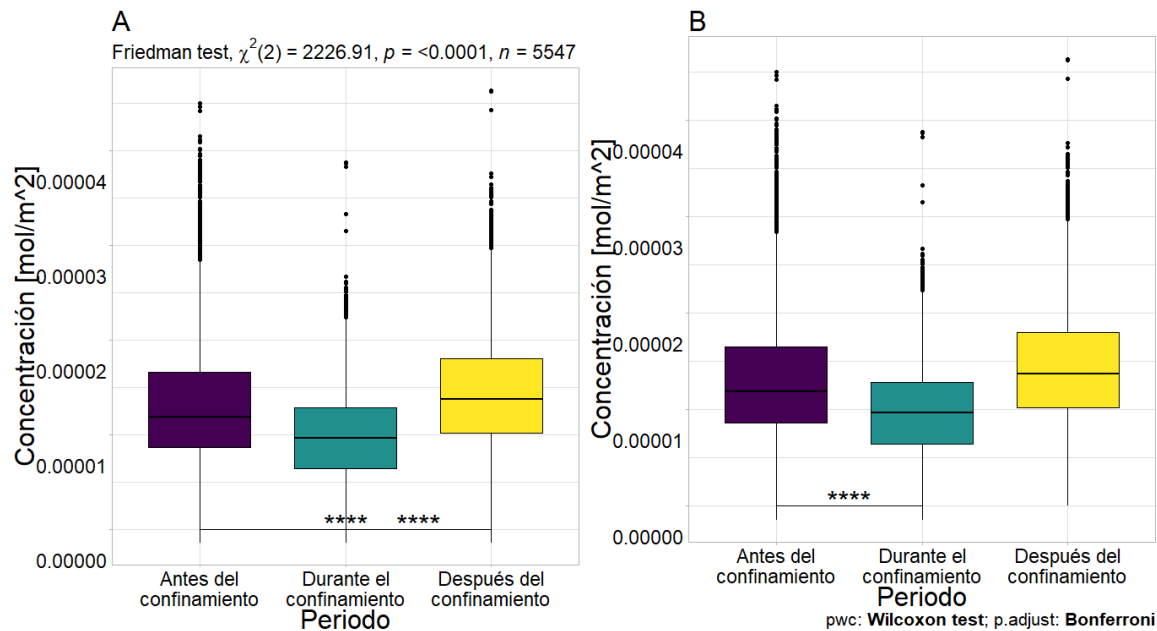 A
Friedman test, χ²(2) = 2226.91, p = <0.0001, n = 5547
Concentración [mol/m^2]
0.00004
0.00003
0.00002
0.00001
0.00000
**** ****
Antes del confinamiento
Durante el confinamiento
Después del confinamiento
Periodo
B
Concentración [mol/m^2]
0.00004
0.00003
0.00002
0.00001
0.00000
****
Antes del confinamiento
Durante el confinamiento
Después del confinamiento
Periodo
pwc: Wilcoxon test; p.adjust: Bonferroni